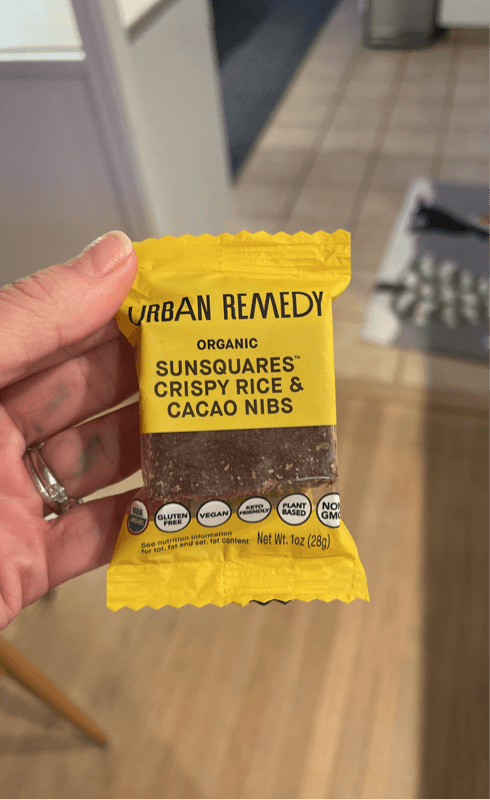 URBAN REMEDY
ORGANIC
SUNSQUARES™
CRISPY RICE &
CACAO NIBS
USDA
GLUTEN
FREE
VEGAN
KETO
FRIENDLY
PLANT
BASED
NON
GMO
See nutrition information
for tot. fat and sat. fat content
Net Wt. 1oz (28g)